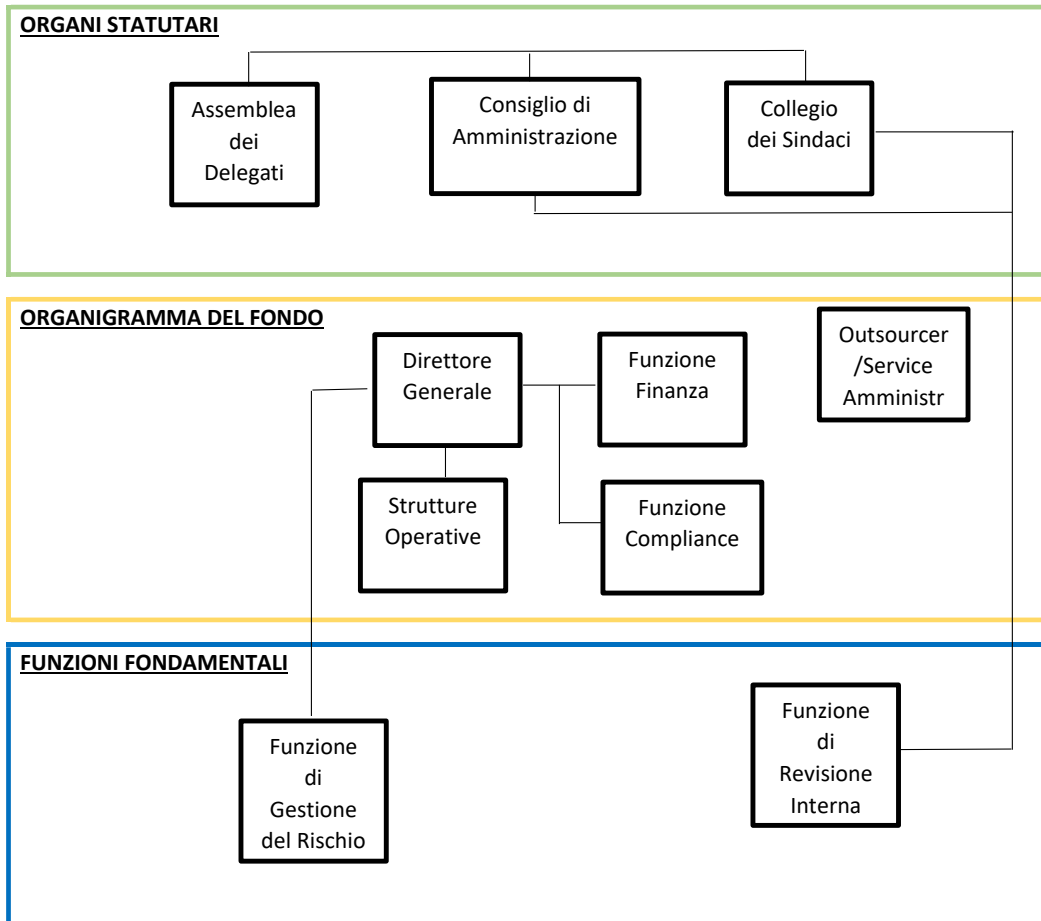 ORGANI STATUTARI
Assemblea
dei
Delegati
Consiglio di
Amministrazione
Collegio
dei Sindaci
ORGANIGRAMMA DEL FONDO
Direttore
Generale
Funzione
Finanza
Outsourcer
/Service
Amministr
Strutture
Operative
Funzione
Compliance
FUNZIONI FONDAMENTALI
Funzione
di
Gestione
del Rischio
Funzione
di
Revisione
Interna